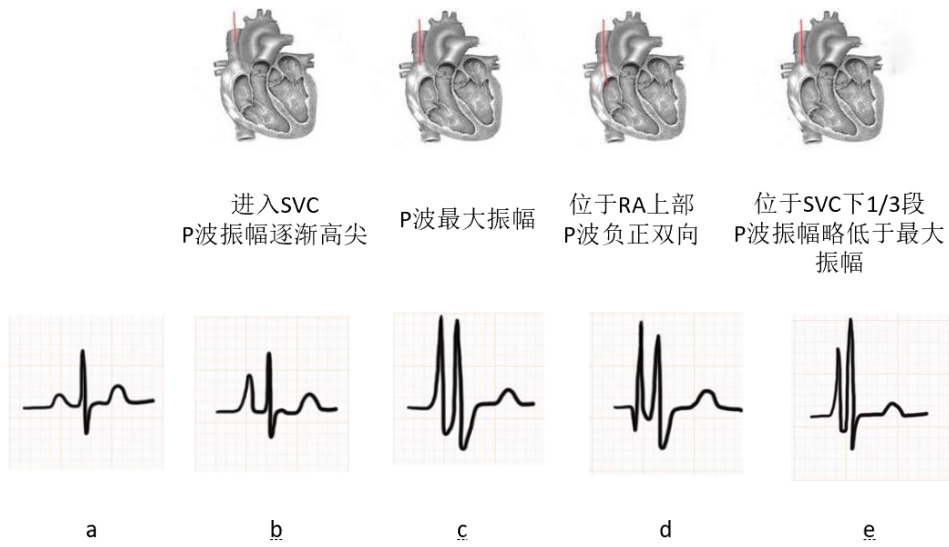 进入SVC
P波振幅逐渐高尖
P波最大振幅
位于RA上部
P波负正双向
位于SVC下1/3段
P波振幅略低于最大
振幅
a
b
c
d
e